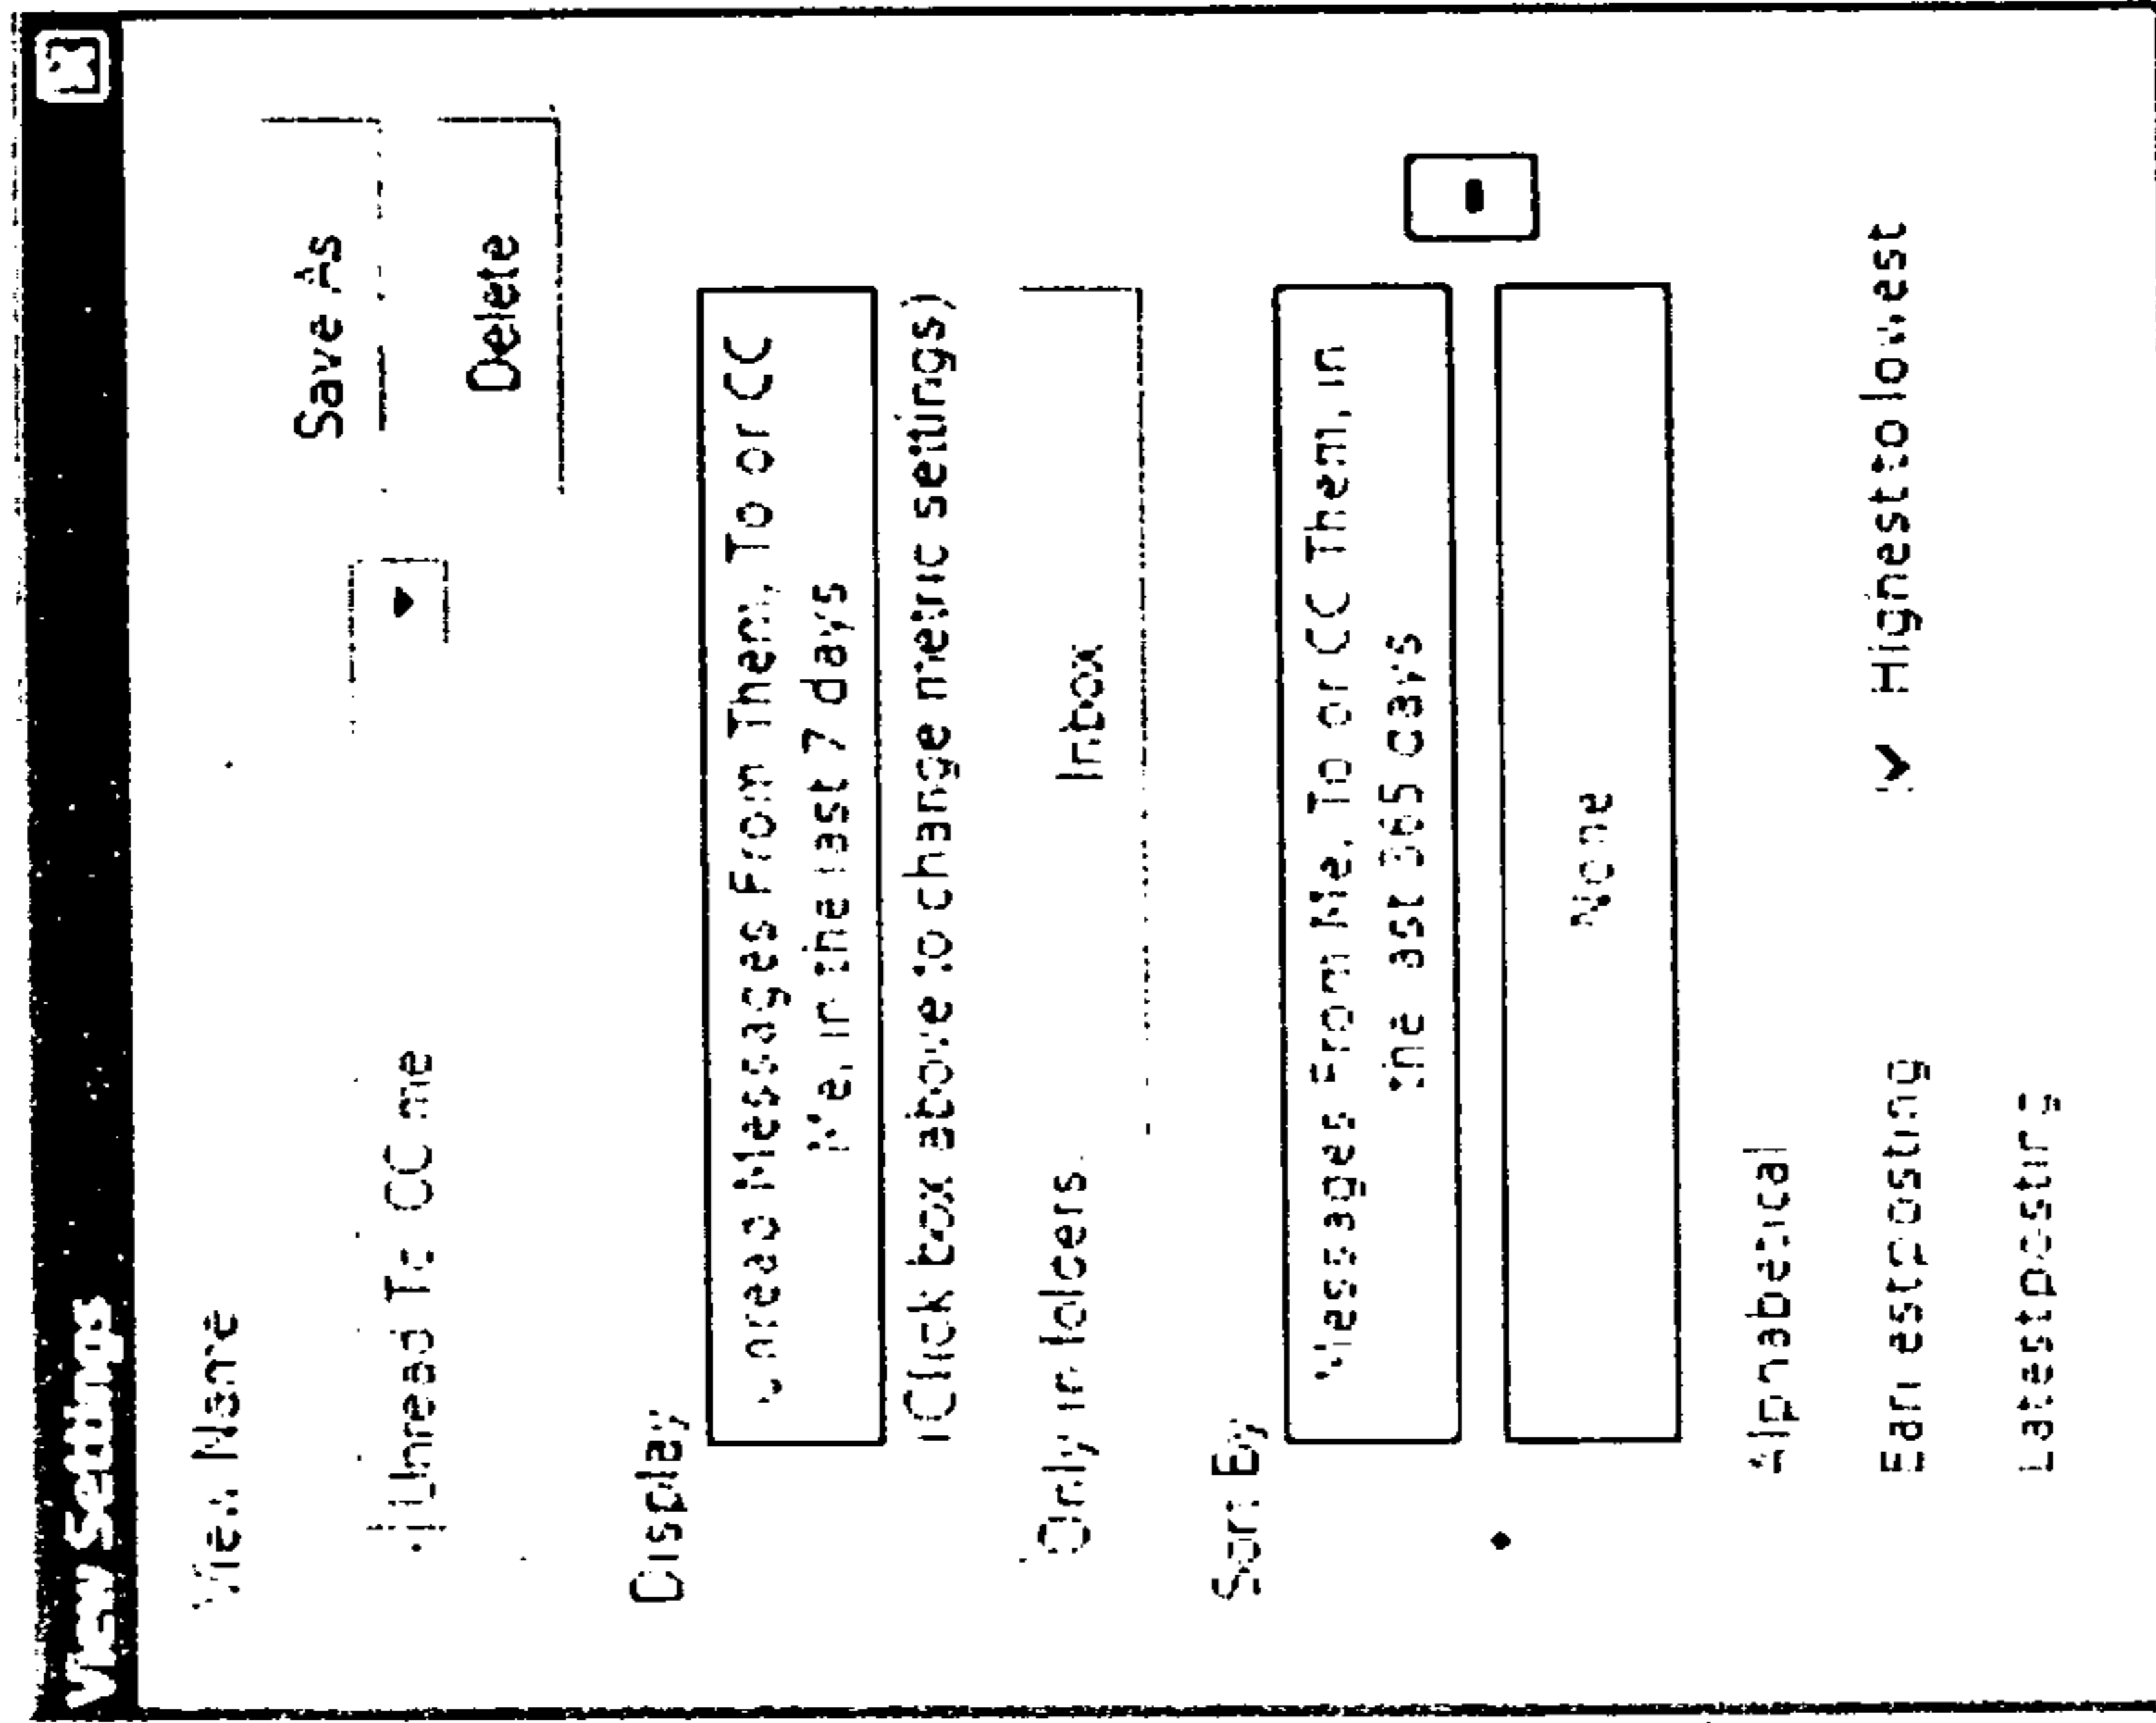 View Settings
View Name
Save As
Unread To CC me
Delete
Display
Unread Messages From Them, To or CC
Me, in the last 7 days
(Click box above to change metric settings)
Only in folders
Inbox
Sort By
Messages From Me, To or CC Them, in
the last 365 days
None
Alphabetical
Earliest posting
Highest to lowest
Latest posting